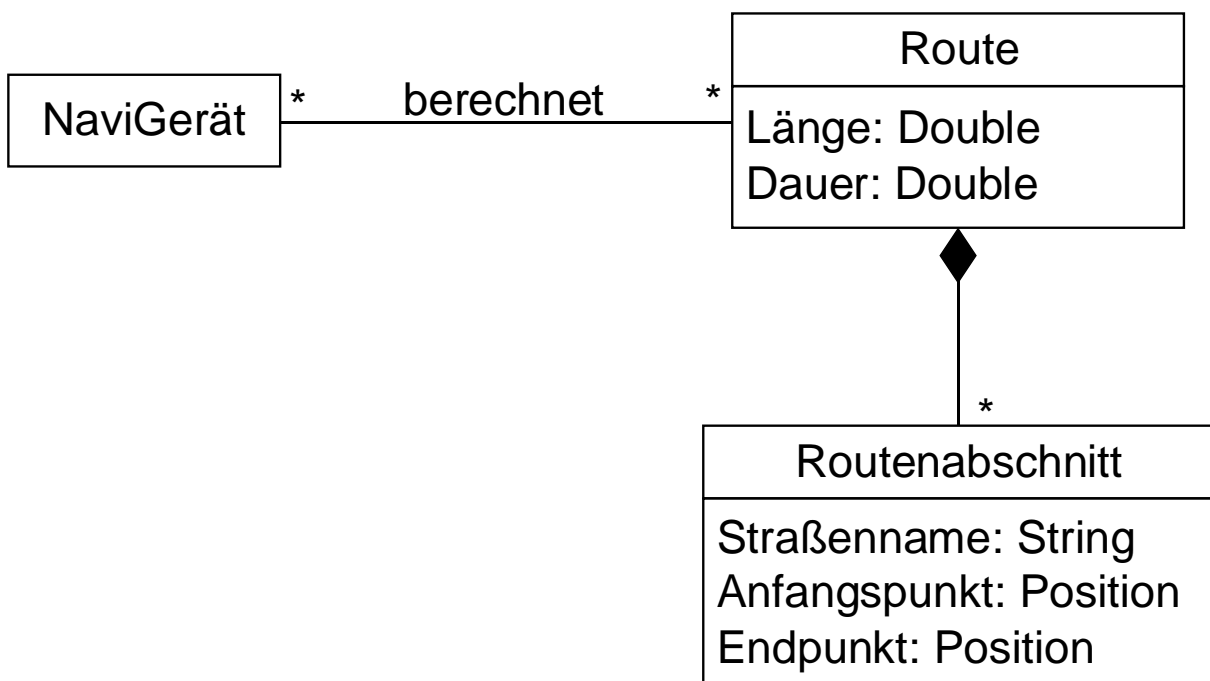 Route
NaviGerät
* berechnet *
Länge: Double
Dauer: Double
*
Routenabschnitt
Straßenname: String
Anfangspunkt: Position
Endpunkt: Position